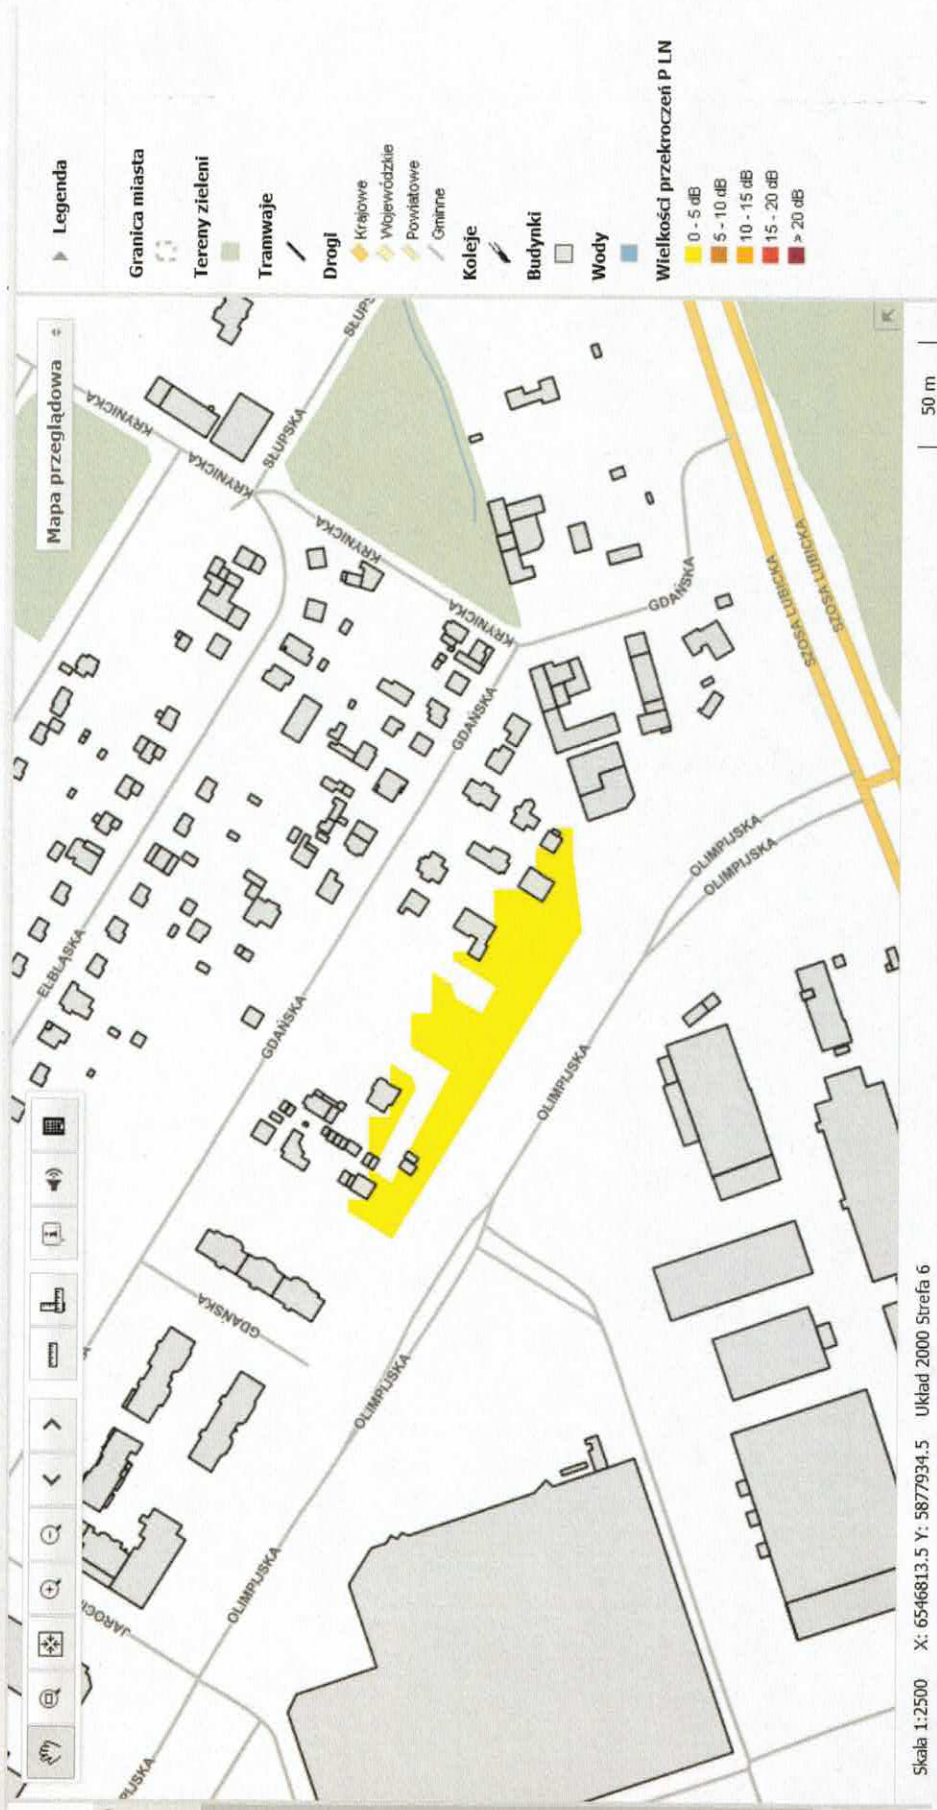 Mapa przeglądowa
Legenda
Granica miasta
Tereny zieleni
Tramwaje
Drogi
Krajowe
Wojewódzkie
Powiatowe
Gminne
Koleje
Budynki
Wody
Wielkości przekroczeń P LN
0 - 5 dB
5 - 10 dB
10 - 15 dB
15 - 20 dB
> 20 dB
KRYNICKA
KRYNICKA
SŁUPSKA
SŁUPS
KRYNICKA
KRYNICKA
ELBLĄSKA
GDAŃSKA
GDAŃSKA
GDAŃSKA
GDAŃSKA
OLIMPIJSKA
OLIMPIJSKA
OLIMPIJSKA
OLIMPIJSKA
OLIMPIJSKA
PIJSKA
JAROCI
SZOSA LUBICKA
SZOSA LUBICKA
Skala 1:2500 X: 6546813.5 Y: 5877934.5 Układ 2000 Strefa 6
50 m